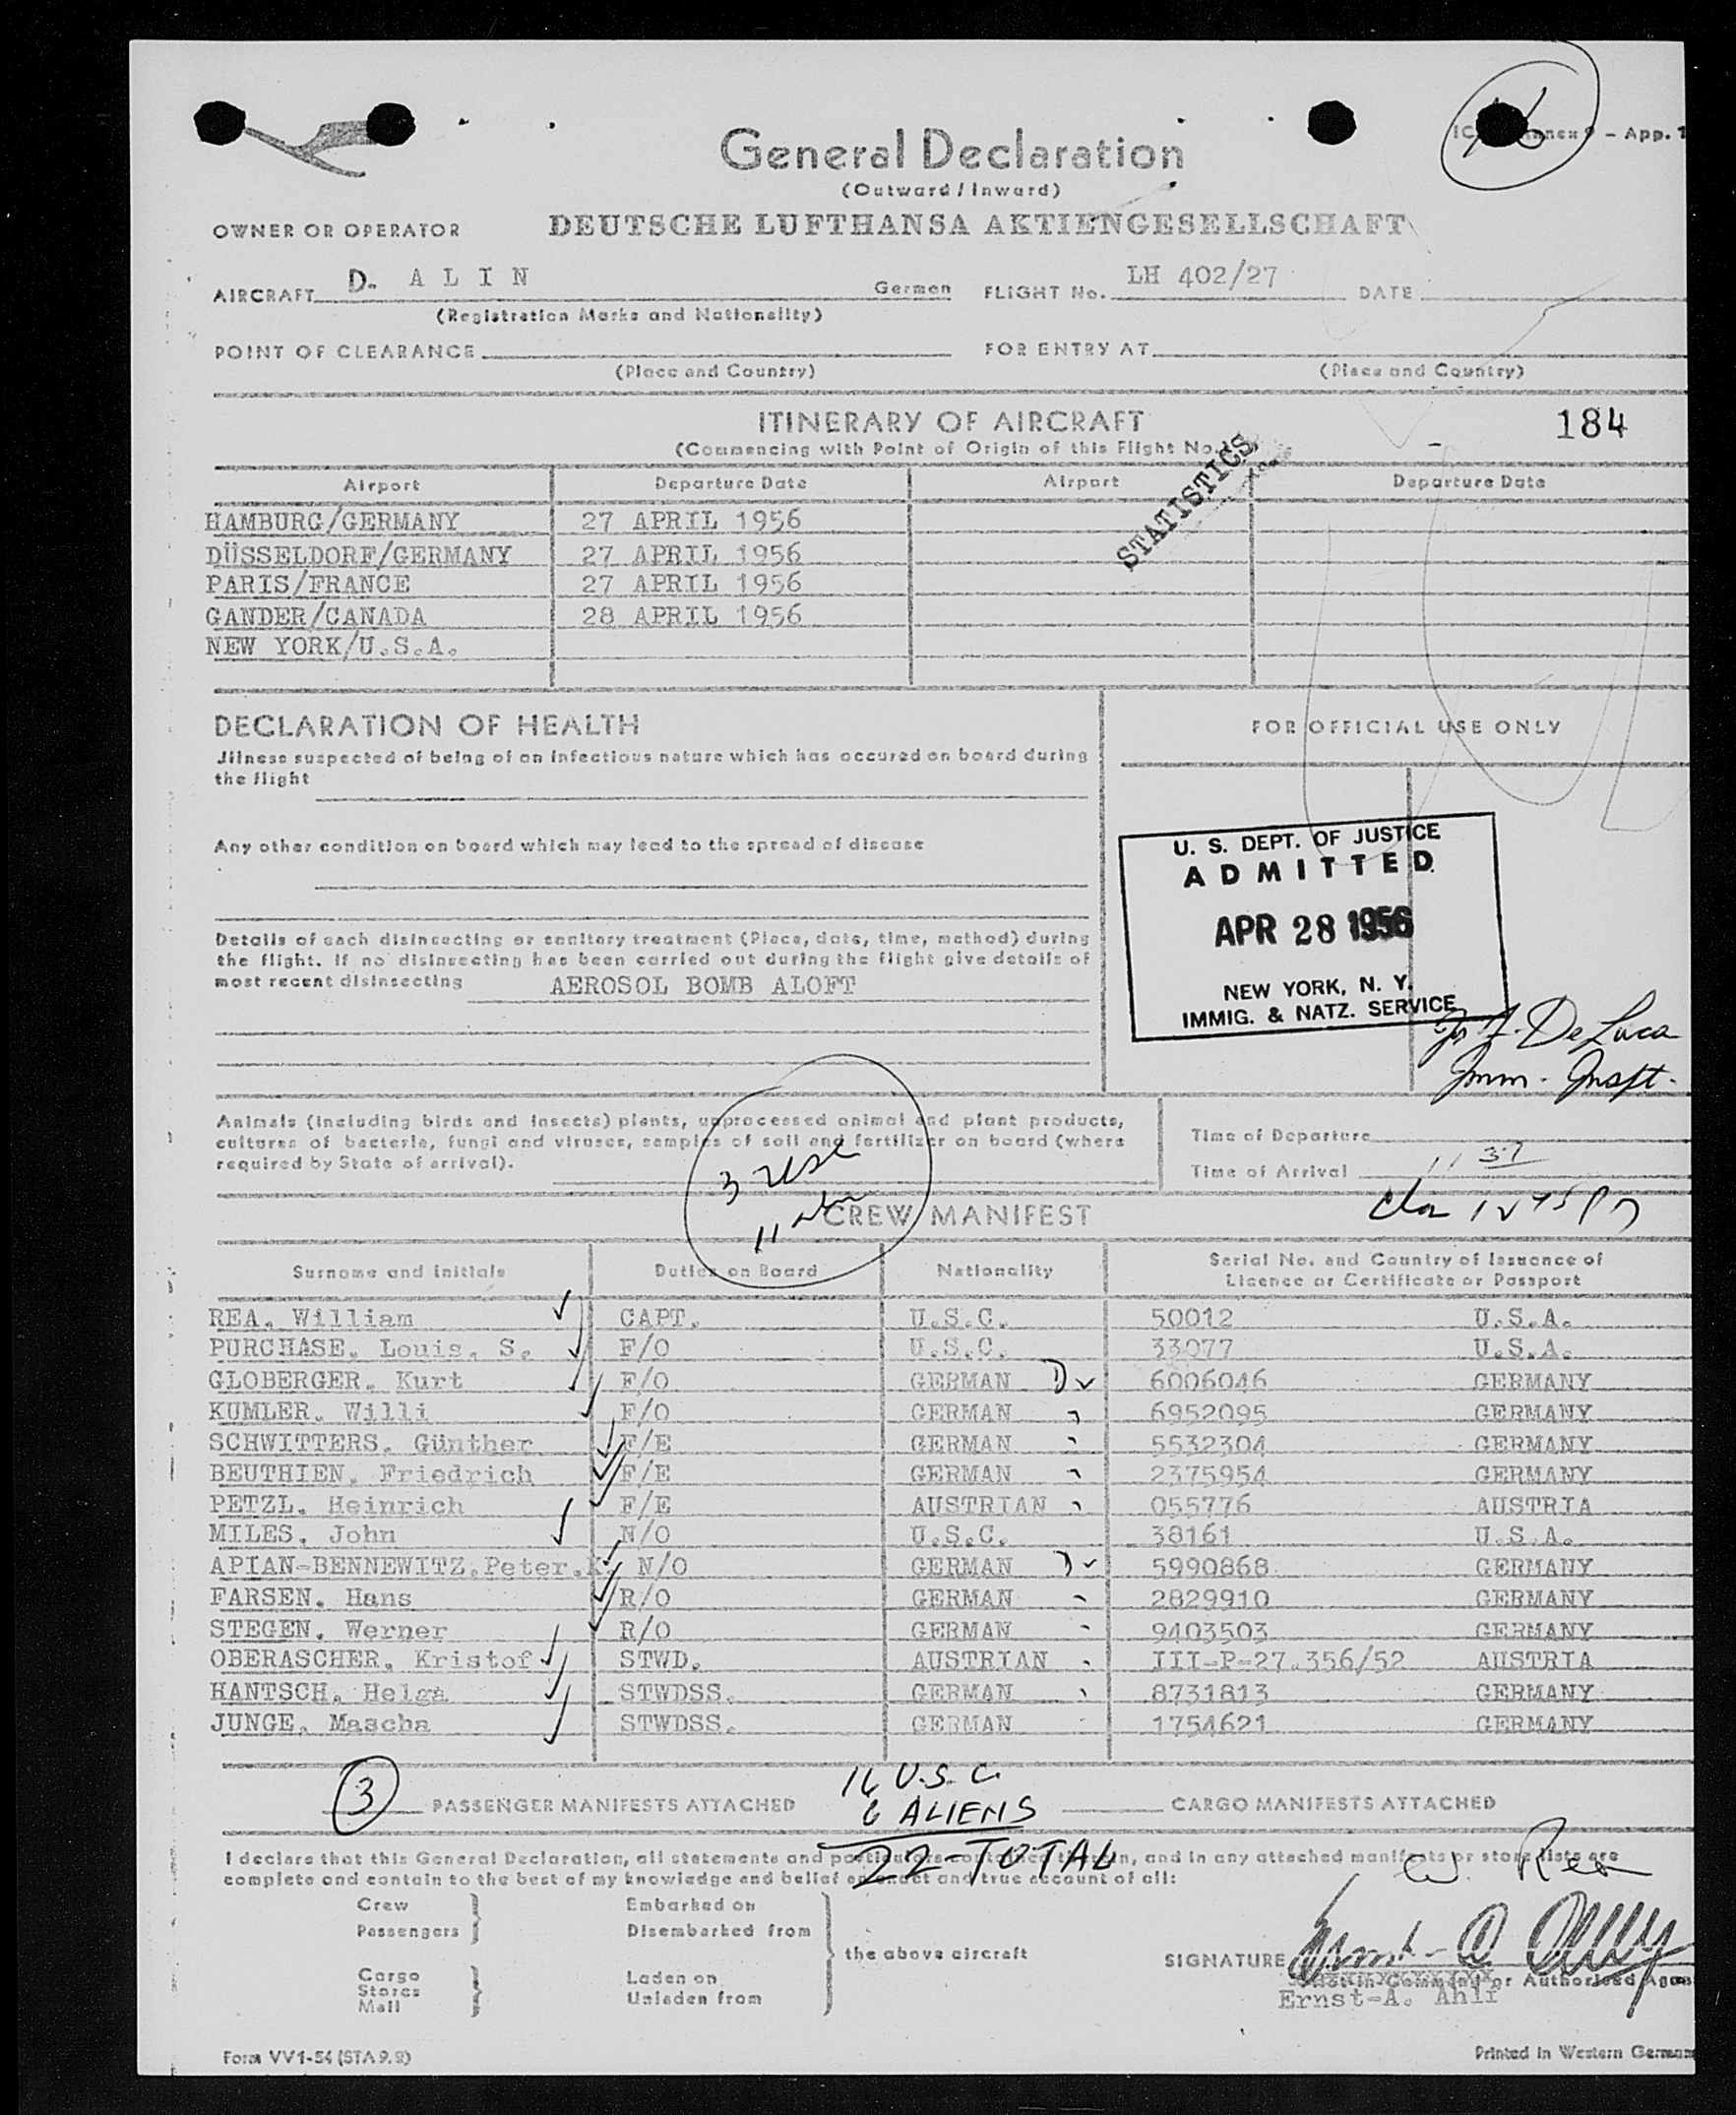 General Declaration
(Outward / Inward)
- App. 1
OWNER OR OPERATOR DEUTSCHE LUFTHANSA AKTIENGESELLSCHAFT
AIRCRAFT D. A L I N German FLIGHT No. LH 402/27 DATE
(Registration Marks and Nationality)
POINT OF CLEARANCE FOR ENTRY AT
(Place and Country) (Place and Country)
ITINERARY OF AIRCRAFT 184
(Commencing with Point of Origin of this Flight No.)
STATISTICS
Airport Departure Date Airport Departure Date
HAMBURG/GERMANY 27 APRIL 1956
DÜSSELDORF/GERMANY 27 APRIL 1956
PARIS/FRANCE 27 APRIL 1956
GANDER/CANADA 28 APRIL 1956
NEW YORK/U.S.A.
DECLARATION OF HEALTH
Jllness suspected of being of an infectious nature which has occured on board during
the flight
Any other condition on board which may lead to the spread of disease
Details of each disinsecting or sanitary treatment (Place, date, time, method) during
the flight. If no disinsecting has been carried out during the flight give details of
most recent disinsecting AEROSOL BOMB ALOFT
FOR OFFICIAL USE ONLY
U. S. DEPT. OF JUSTICE
ADMITTED
APR 28 1956
NEW YORK, N. Y.
IMMIG. & NATZ. SERVICE
De Luca
Imm. Inspt.
Animals (including birds and insects) plants, unprocessed animal and plant products,
cultures of bacteria, fungi and viruses, samples of soil and fertilizer on board (where
required by State of arrival).
3 usc
11
Time of Departure
Time of Arrival 11 37
CREW MANIFEST
Surname and initials Duties on Board Nationality Serial No. and Country of Issuance of
Licence or Certificate or Passport
REA, William CAPT. U.S.C. 50012 U.S.A.
PURCHASE, Louis, S. F/O U.S.C. 33077 U.S.A.
GLOBERGER, Kurt F/O GERMAN 6006046 GERMANY
KUMLER, Willi F/O GERMAN 6952095 GERMANY
SCHWITTERS, Günther F/E GERMAN 5532304 GERMANY
BEUTHIEN, Friedrich F/E GERMAN 2375954 GERMANY
PETZL, Heinrich F/E AUSTRIAN 055776 AUSTRIA
MILES, John N/O U.S.C. 38161 U.S.A.
APIAN-BENNEWITZ,Peter.K. N/O GERMAN 5990868 GERMANY
FARSEN, Hans R/O GERMAN 2829910 GERMANY
STEGEN, Werner R/O GERMAN 9403503 GERMANY
OBERASCHER, Kristof STWD. AUSTRIAN III-P-27.356/52 AUSTRIA
HANTSCH, Helga STWDSS. GERMAN 8731813 GERMANY
JUNGE, Mascha STWDSS. GERMAN 1754621 GERMANY
3 PASSENGER MANIFESTS ATTACHED CARGO MANIFESTS ATTACHED
16 U.S.C.
6 ALIENS
22-TOTAL
I declare that this General Declaration, all statements and particulars contained therein, and in any attached manifests or stores lists are
complete and contain to the best of my knowledge and belief an exact and true account of all:
W. Rea
Crew Embarked on
Passengers Disembarked from
the above aircraft
Cargo Laden on
Stores Unladen from
Mail
SIGNATURE
or Authorised Agent
Ernst-A. Ahlf
Form VV1-54 (STA 9.2) Printed in Western Germany